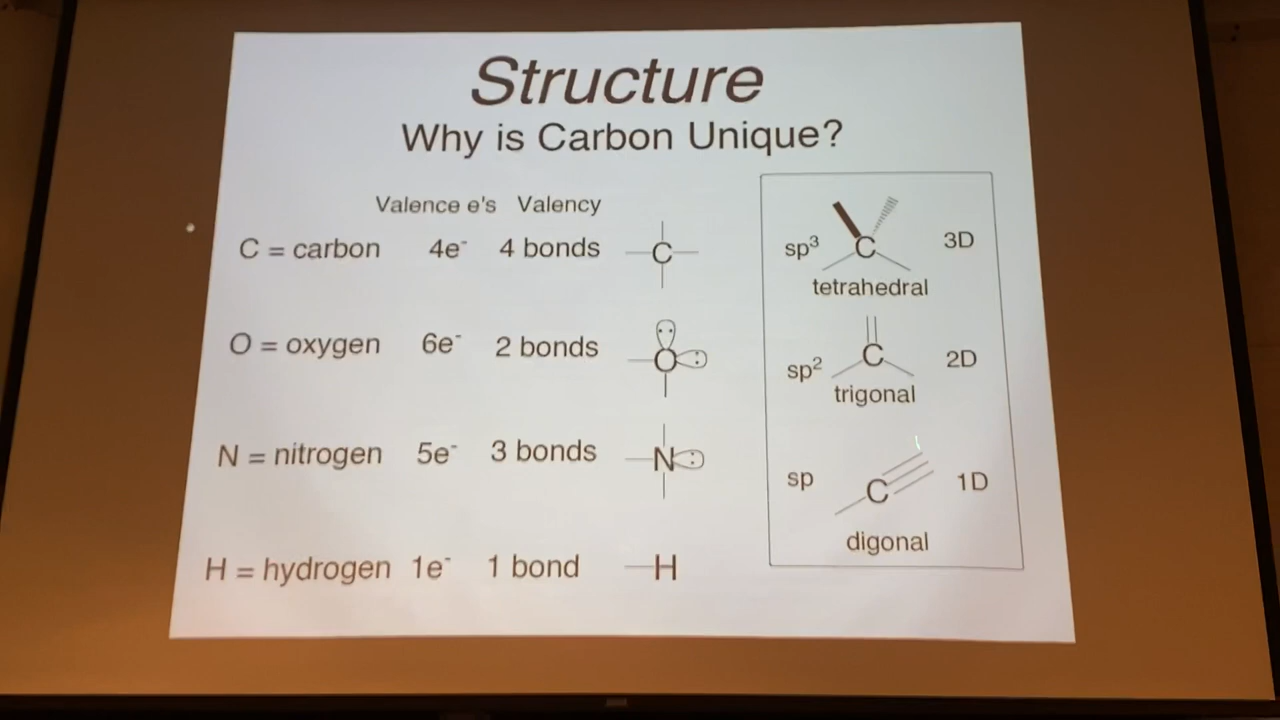 Structure
Why is Carbon Unique?
Valence e's Valency
C = carbon 4e⁻ 4 bonds C
O = oxygen 6e⁻ 2 bonds :O:
N = nitrogen 5e⁻ 3 bonds N:
H = hydrogen 1e⁻ 1 bond H
sp³ C 3D
tetrahedral
sp² C 2D
trigonal
sp C 1D
digonal